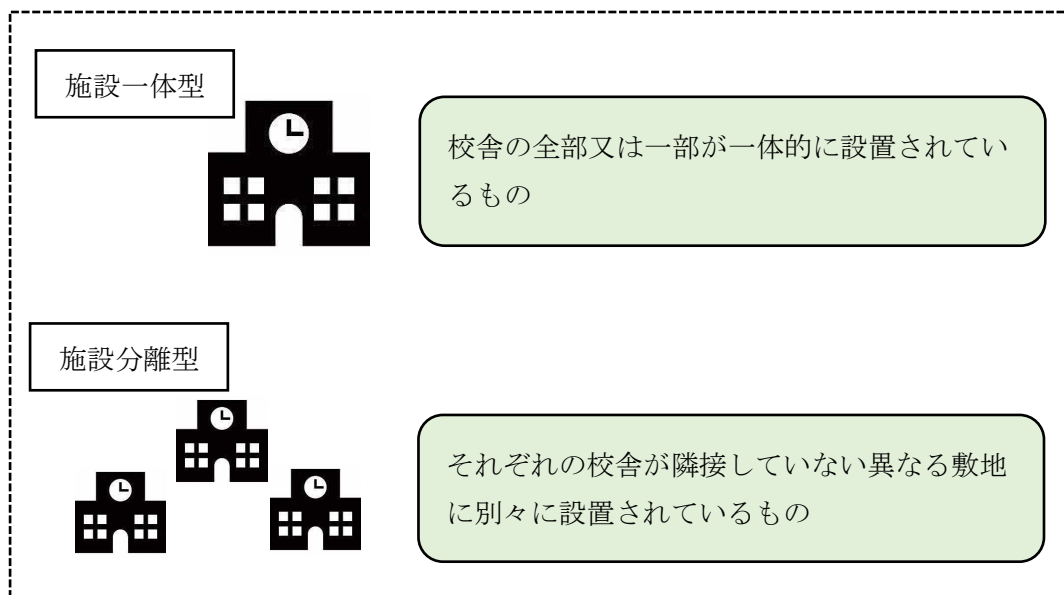 施設一体型
校舎の全部又は一部が一体的に設置されてい
るもの
施設分離型
それぞれの校舎が隣接していない異なる敷地
に別々に設置されているもの